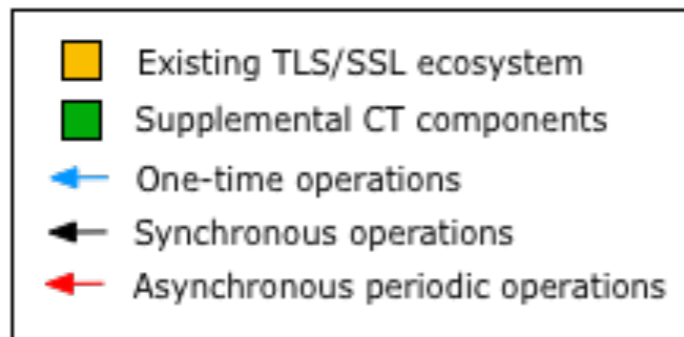 Existing TLS/SSL ecosystem
Supplemental CT components
One-time operations
Synchronous operations
Asynchronous periodic operations